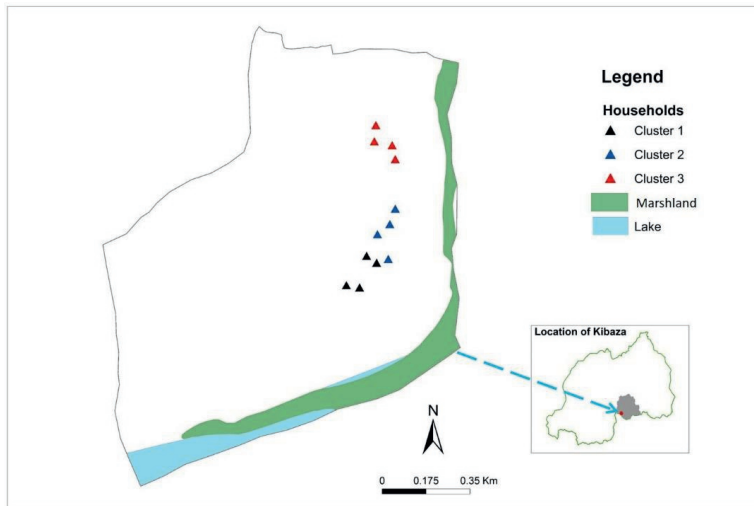 Legend
Households
Cluster 1
Cluster 2
Cluster 3
Marshland
Lake
Location of Kibaza
N
0 0.175 0.35 Km